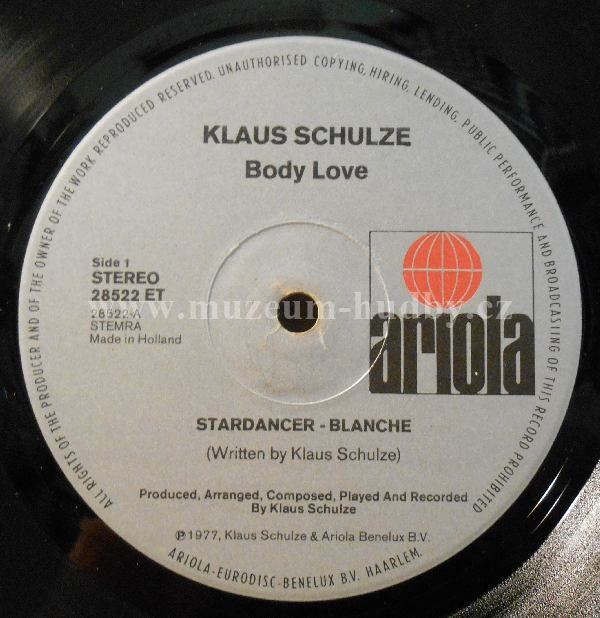 ALL RIGHTS OF THE PRODUCER AND OF THE OWNER OF THE WORK REPRODUCED RESERVED. UNAUTHORISED COPYING, HIRING, LENDING, PUBLIC PERFORMANCE AND BROADCASTING OF THIS RECORD PROHIBITED
KLAUS SCHULZE
Body Love
Side 1
STEREO
28522 ET
28522-A
STEMRA
Made in Holland
www.muzeum-hudby.cz
ariola
STARDANCER - BLANCHE
(Written by Klaus Schulze)
Produced, Arranged, Composed, Played And Recorded
By Klaus Schulze
℗ 1977, Klaus Schulze & Ariola Benelux B.V.
ARIOLA-EURODISC-BENELUX B.V. HAARLEM.